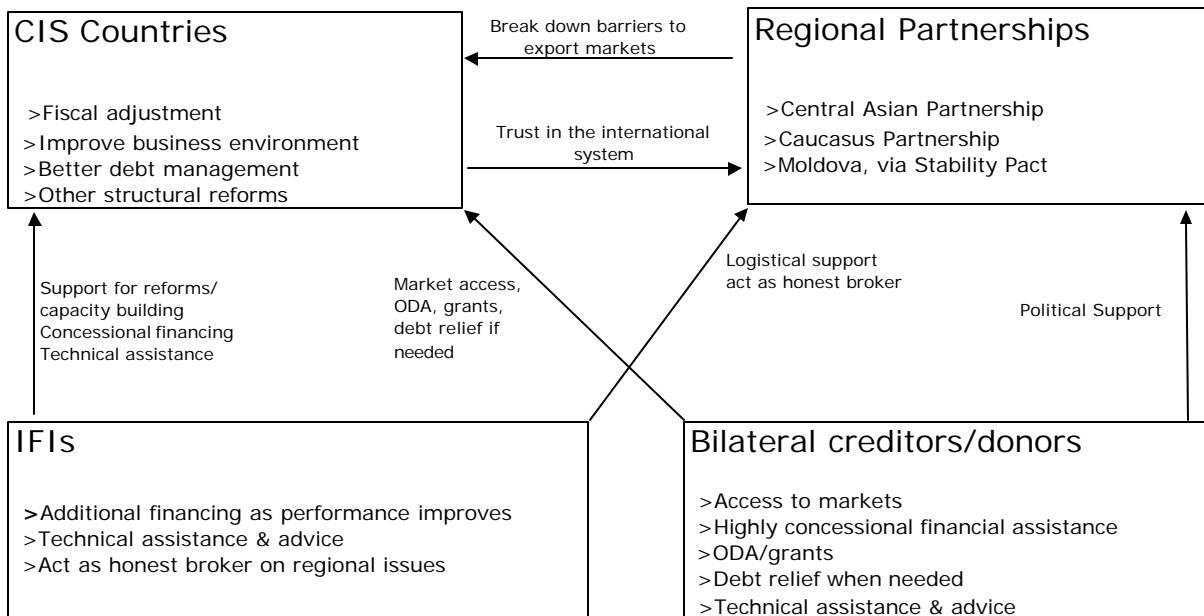 CIS Countries
>Fiscal adjustment
>Improve business environment
>Better debt management
>Other structural reforms
Break down barriers to
export markets
Trust in the international
system
Regional Partnerships
>Central Asian Partnership
>Caucasus Partnership
>Moldova, via Stability Pact
Support for reforms/
capacity building
Concessional financing
Technical assistance
Market access,
ODA, grants,
debt relief if
needed
Logistical support
act as honest broker
Political Support
IFIs
>Additional financing as performance improves
>Technical assistance & advice
>Act as honest broker on regional issues
Bilateral creditors/donors
>Access to markets
>Highly concessional financial assistance
>ODA/grants
>Debt relief when needed
>Technical assistance & advice